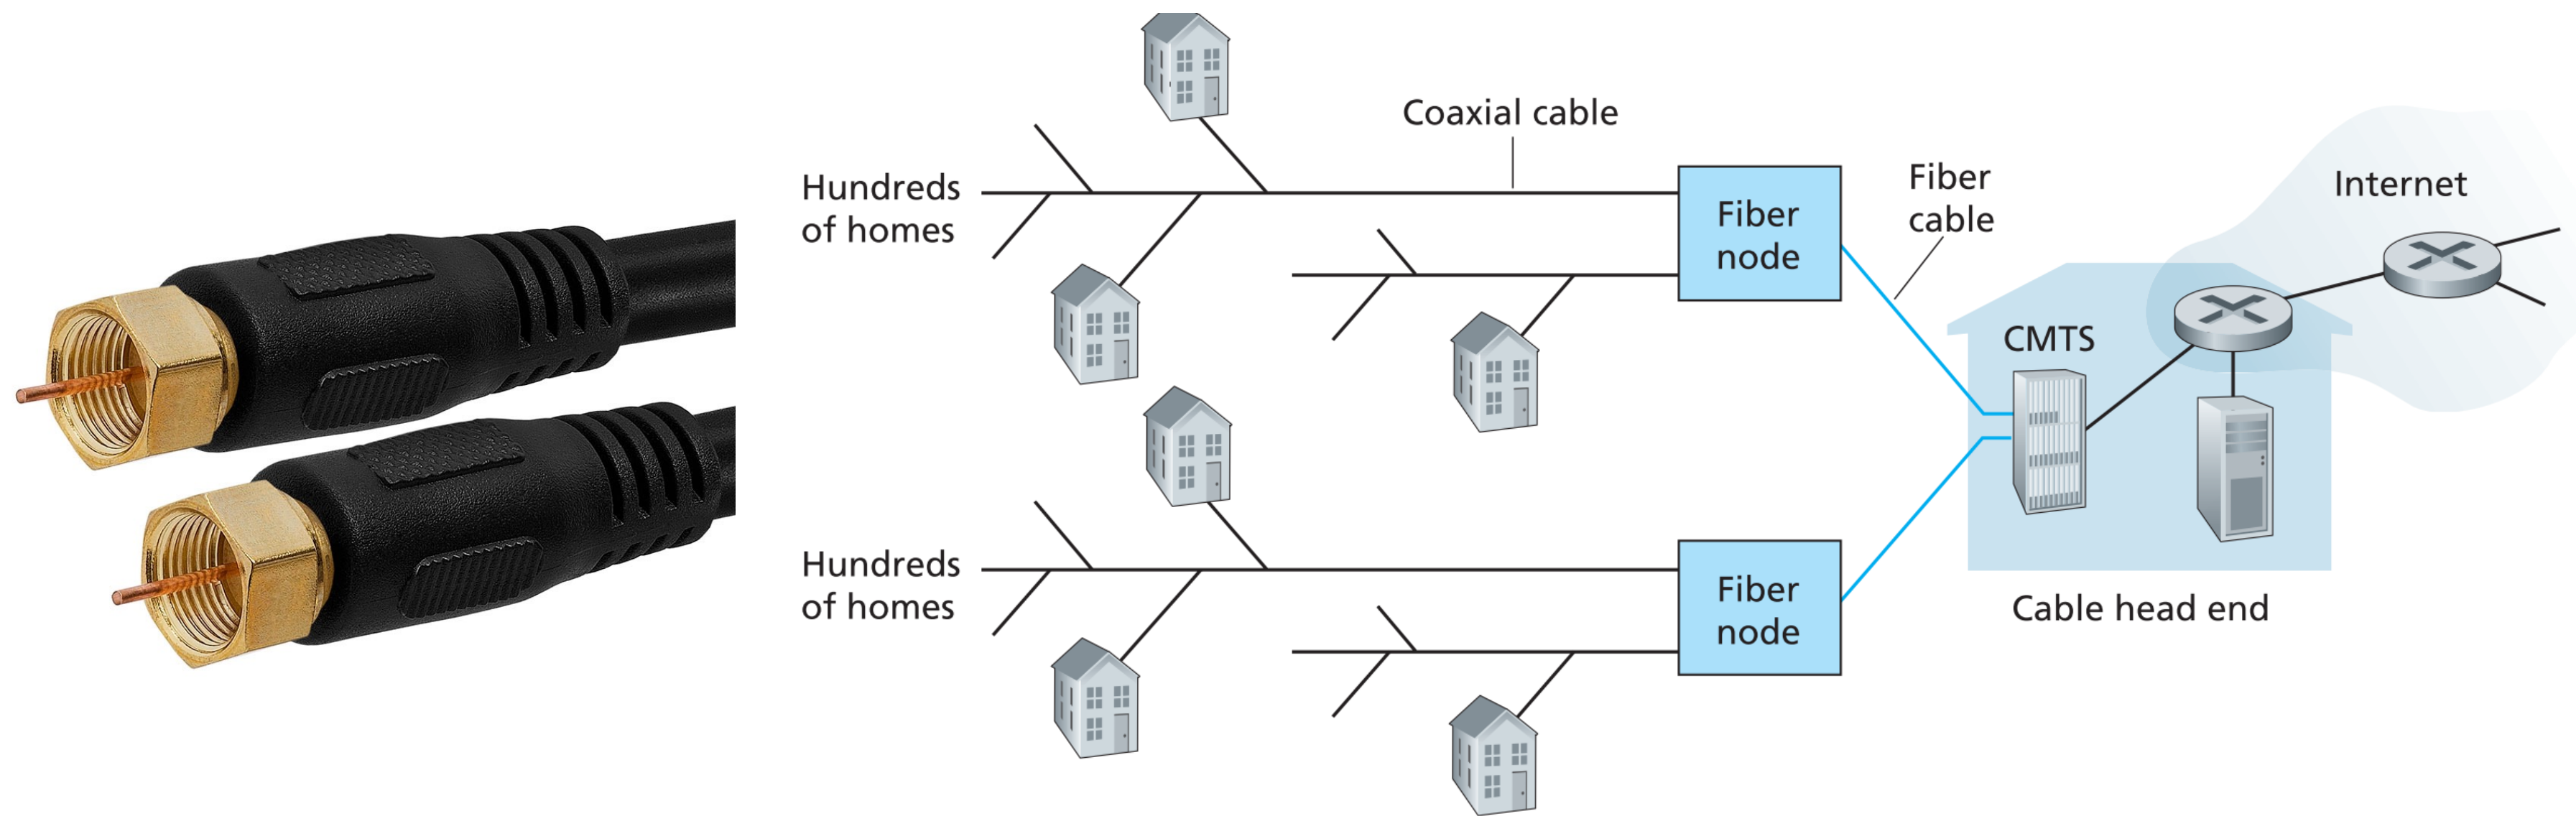 Coaxial cable
Hundreds
of homes
Fiber
node
Fiber
cable
Internet
CMTS
Hundreds
of homes
Fiber
node
Cable head end